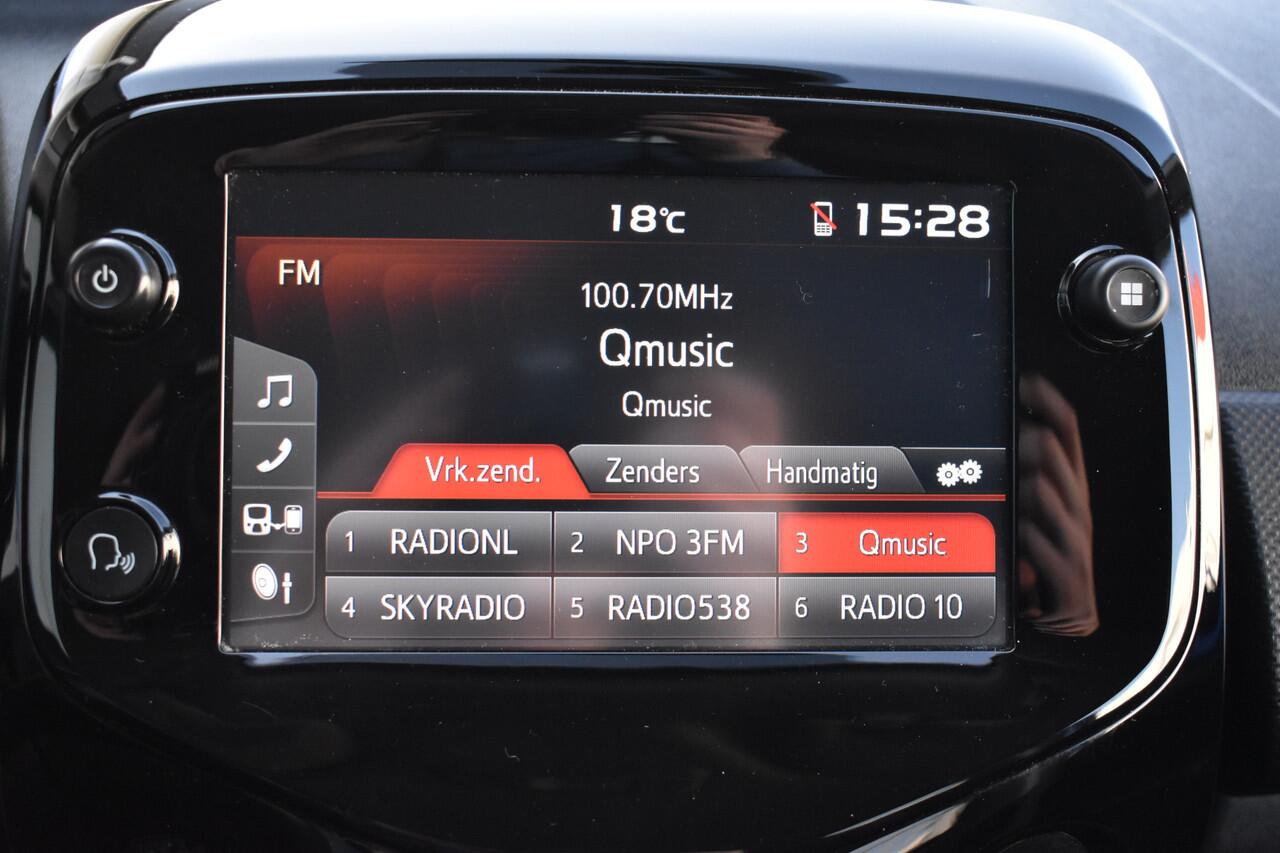 18°C 15:28
FM
100.70MHz
Qmusic
Qmusic
Vrk.zend. Zenders Handmatig
1 RADIONL 2 NPO 3FM 3 Qmusic
4 SKYRADIO 5 RADIO538 6 RADIO 10